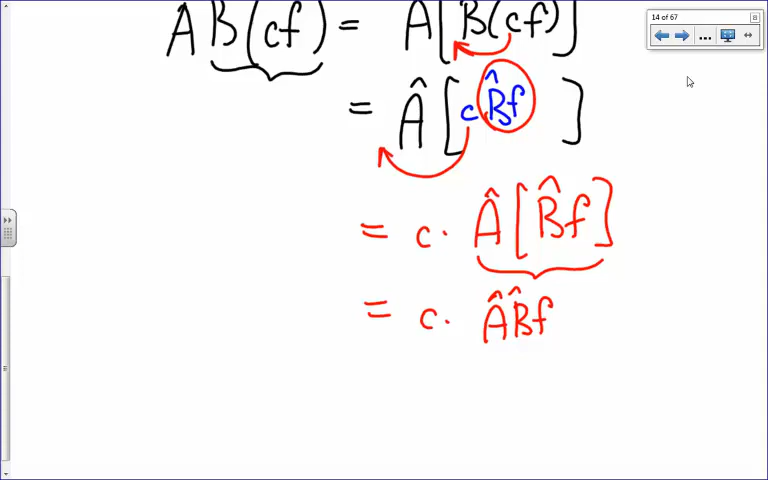 14 of 67
ÂB̂(cf) = Â[B̂(cf)]
= Â[cB̂f]
= c · Â[B̂f]
= c · ÂB̂f